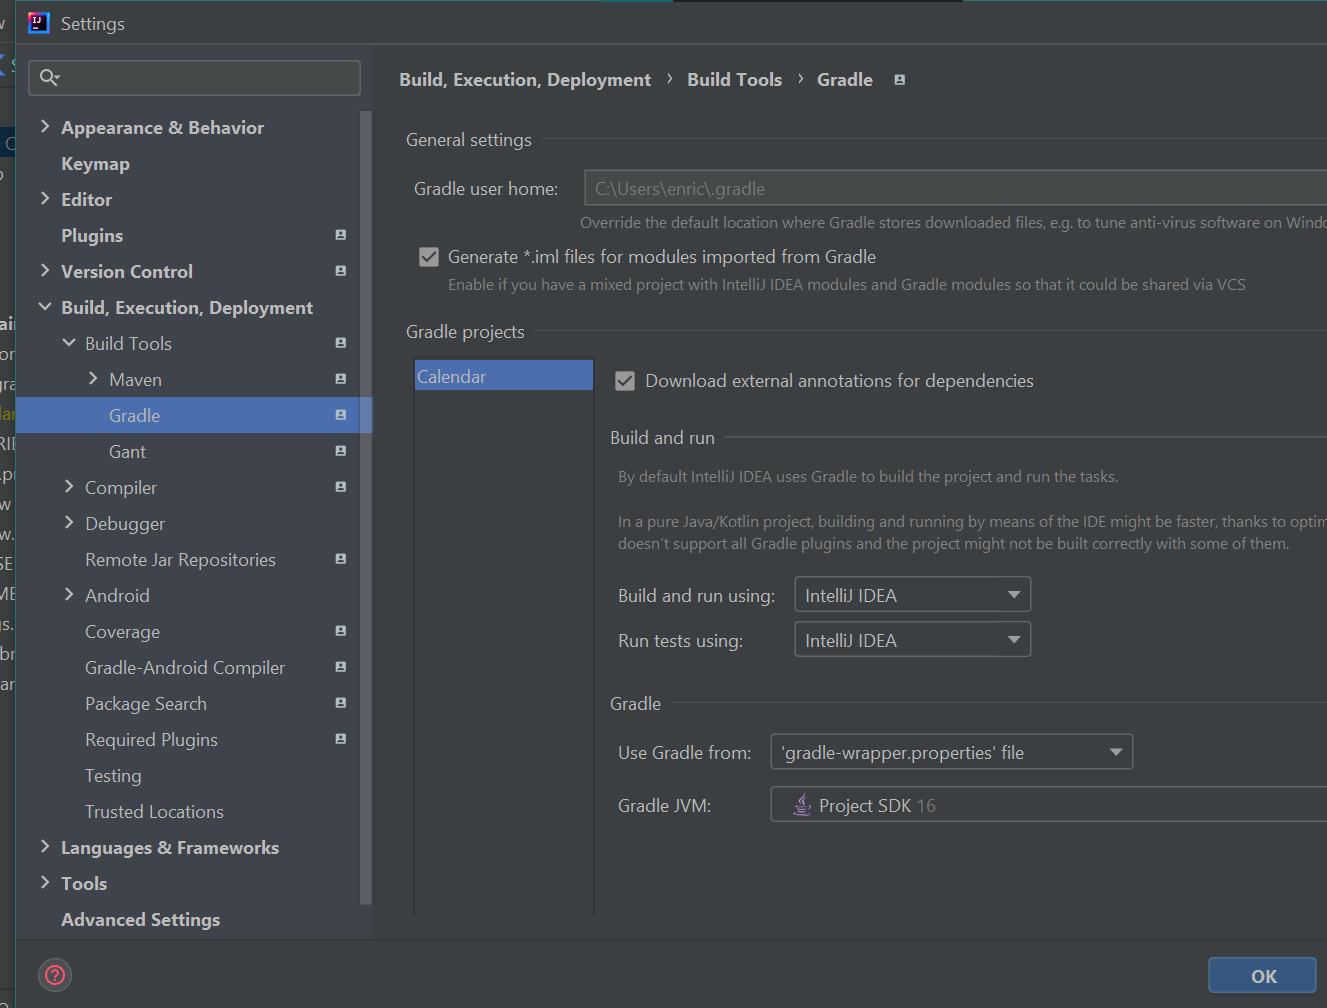 Settings
Appearance & Behavior
Keymap
Editor
Plugins
Version Control
Build, Execution, Deployment
Build Tools
Maven
Gradle
Gant
Compiler
Debugger
Remote Jar Repositories
Android
Coverage
Gradle-Android Compiler
Package Search
Required Plugins
Testing
Trusted Locations
Languages & Frameworks
Tools
Advanced Settings
Build, Execution, Deployment › Build Tools › Gradle
General settings
Gradle user home: C:\Users\enric\.gradle
Override the default location where Gradle stores downloaded files, e.g. to tune anti-virus software on Windo
Generate *.iml files for modules imported from Gradle
Enable if you have a mixed project with IntelliJ IDEA modules and Gradle modules so that it could be shared via VCS
Gradle projects
Calendar
Download external annotations for dependencies
Build and run
By default IntelliJ IDEA uses Gradle to build the project and run the tasks.
In a pure Java/Kotlin project, building and running by means of the IDE might be faster, thanks to optim
doesn't support all Gradle plugins and the project might not be built correctly with some of them.
Build and run using: IntelliJ IDEA
Run tests using: IntelliJ IDEA
Gradle
Use Gradle from: 'gradle-wrapper.properties' file
Gradle JVM: Project SDK 16
OK